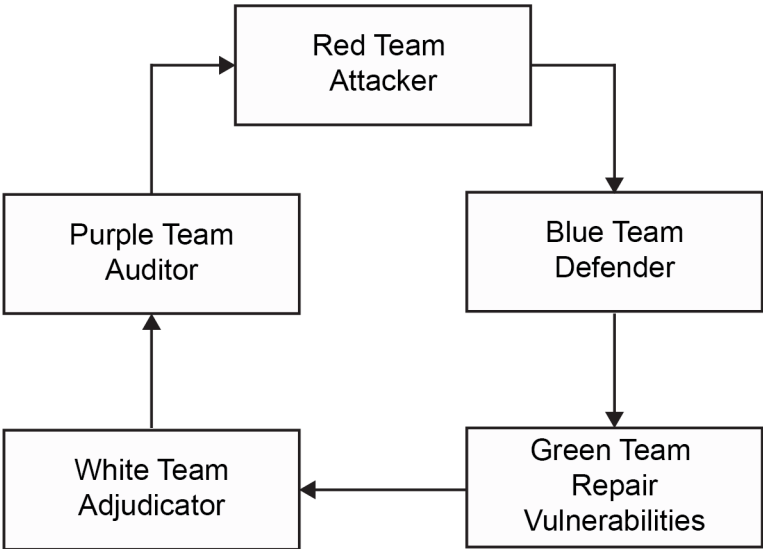 Red Team
Attacker
Purple Team
Auditor
Blue Team
Defender
White Team
Adjudicator
Green Team
Repair
Vulnerabilities